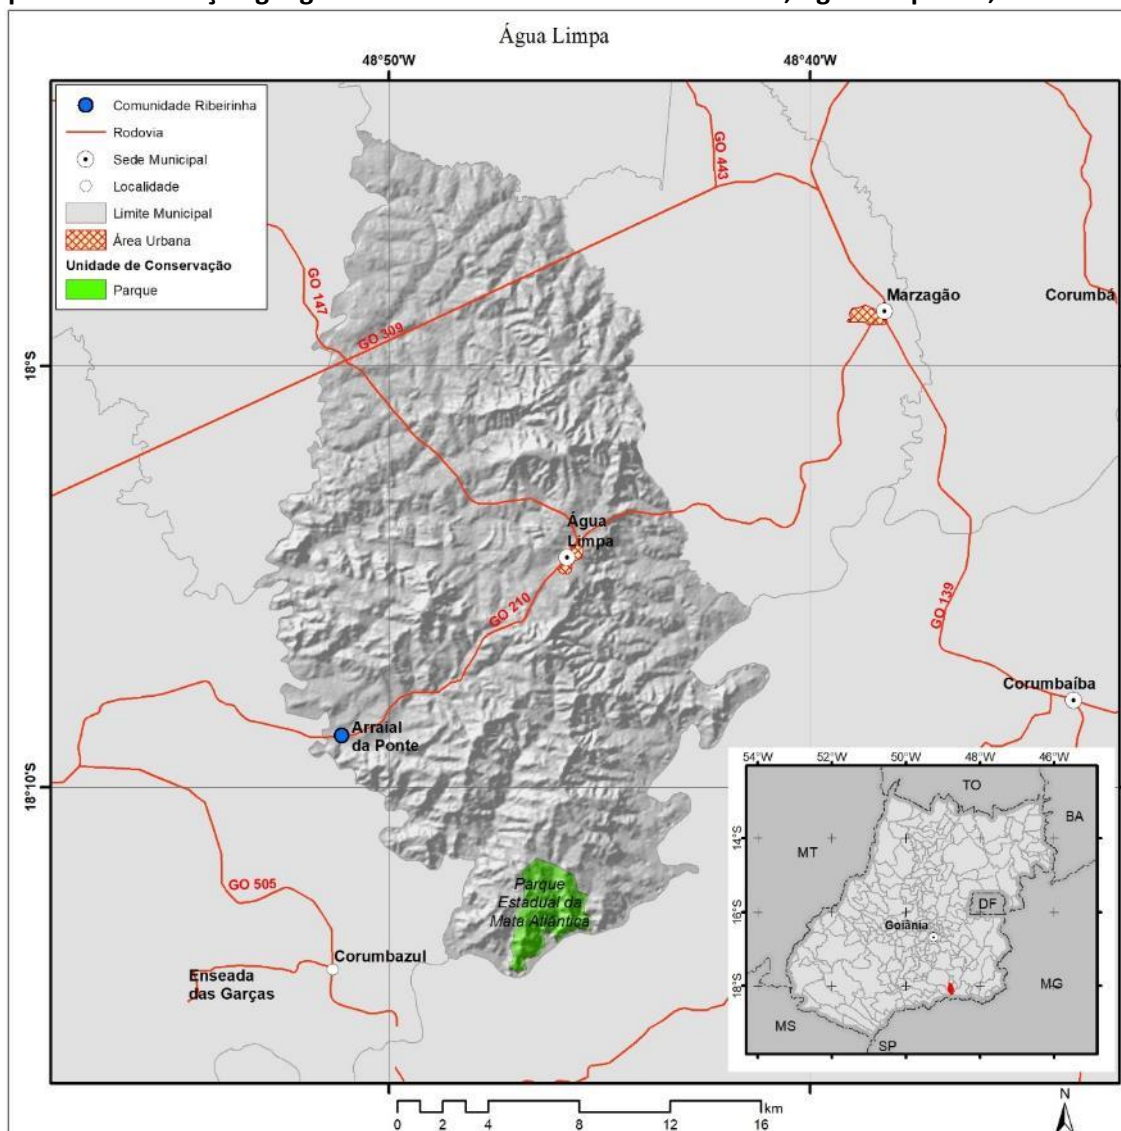 Água Limpa
48°50'W
48°40'W
Comunidade Ribeirinha
Rodovia
Sede Municipal
Localidade
Limite Municipal
Área Urbana
Unidade de Conservação
Parque
GO 443
GO 147
GO 309
Marzagão
Corumbá
18°S
Água
Limpa
GO 210
GO 139
Corumbaíba
Arraial
da Ponte
18°10'S
Parque
Estadual da
Mata Atlântica
GO 505
Corumbazul
Enseada
das Garças
54°W
52°W
50°W
48°W
46°W
TO
BA
14°S
MT
DF
16°S
Goiânia
18°S
MG
MS
SP
N
km
0
2
4
8
12
16